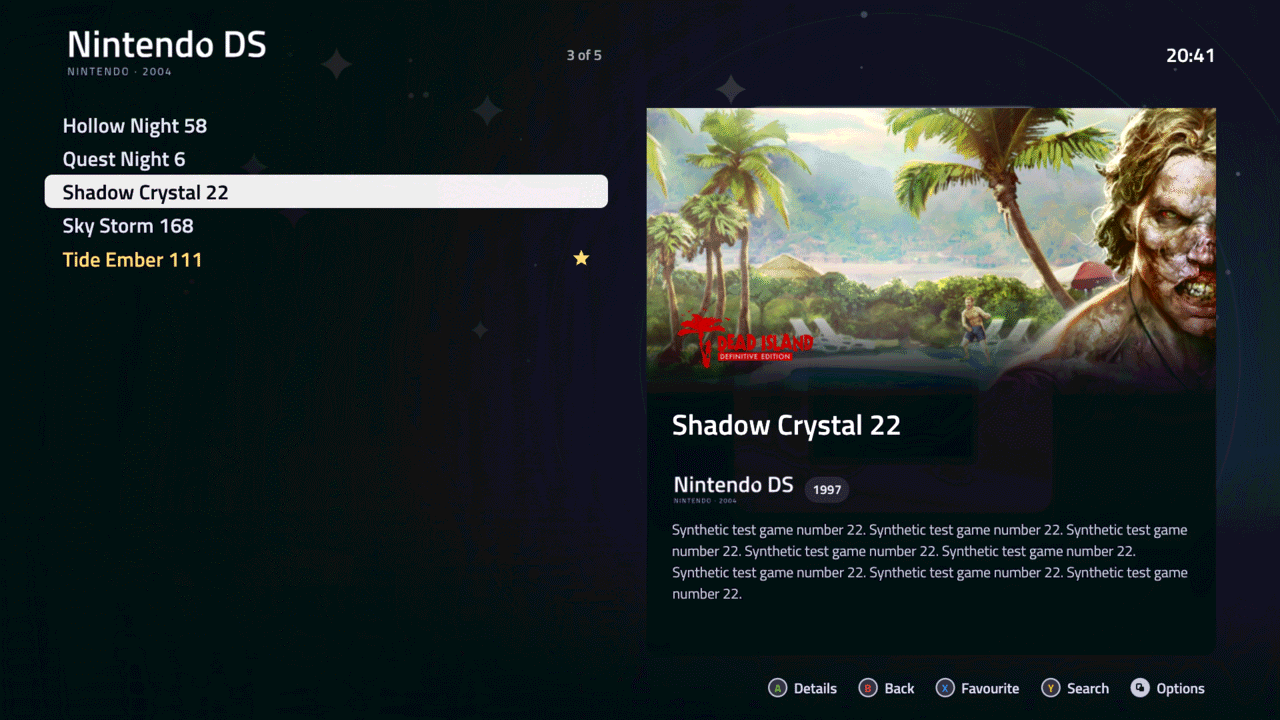 Nintendo DS
NINTENDO · 2004
3 of 5
20:41
Hollow Night 58
Quest Night 6
Shadow Crystal 22
Sky Storm 168
Tide Ember 111
DEAD ISLAND
DEFINITIVE EDITION
Shadow Crystal 22
Nintendo DS
NINTENDO · 2004
1997
Synthetic test game number 22. Synthetic test game number 22. Synthetic test game
number 22. Synthetic test game number 22. Synthetic test game number 22.
Synthetic test game number 22. Synthetic test game number 22. Synthetic test game
number 22.
A Details B Back X Favourite Y Search Options